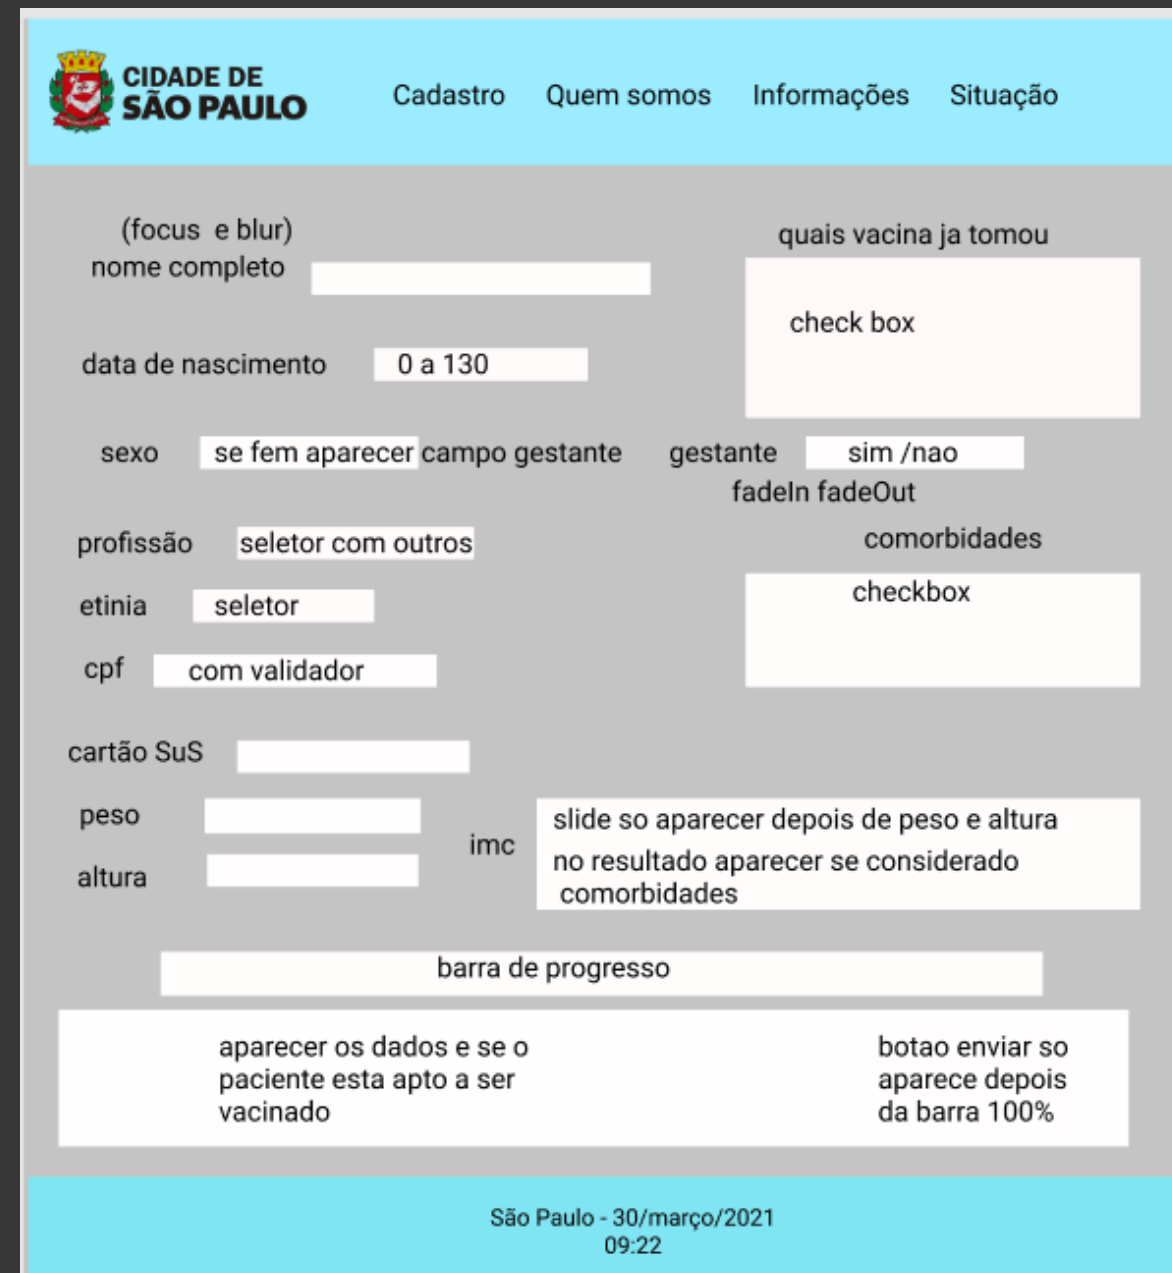 CIDADE DE
SÃO PAULO
Cadastro Quem somos Informações Situação
(focus e blur)
nome completo
quais vacina ja tomou
check box
data de nascimento 0 a 130
sexo se fem aparecer campo gestante gestante sim /nao
fadeIn fadeOut
profissão seletor com outros
comorbidades
checkbox
etinia seletor
cpf com validador
cartão SuS
peso
altura
imc
slide so aparecer depois de peso e altura
no resultado aparecer se considerado
comorbidades
barra de progresso
aparecer os dados e se o
paciente esta apto a ser
vacinado
botao enviar so
aparece depois
da barra 100%
São Paulo - 30/março/2021
09:22